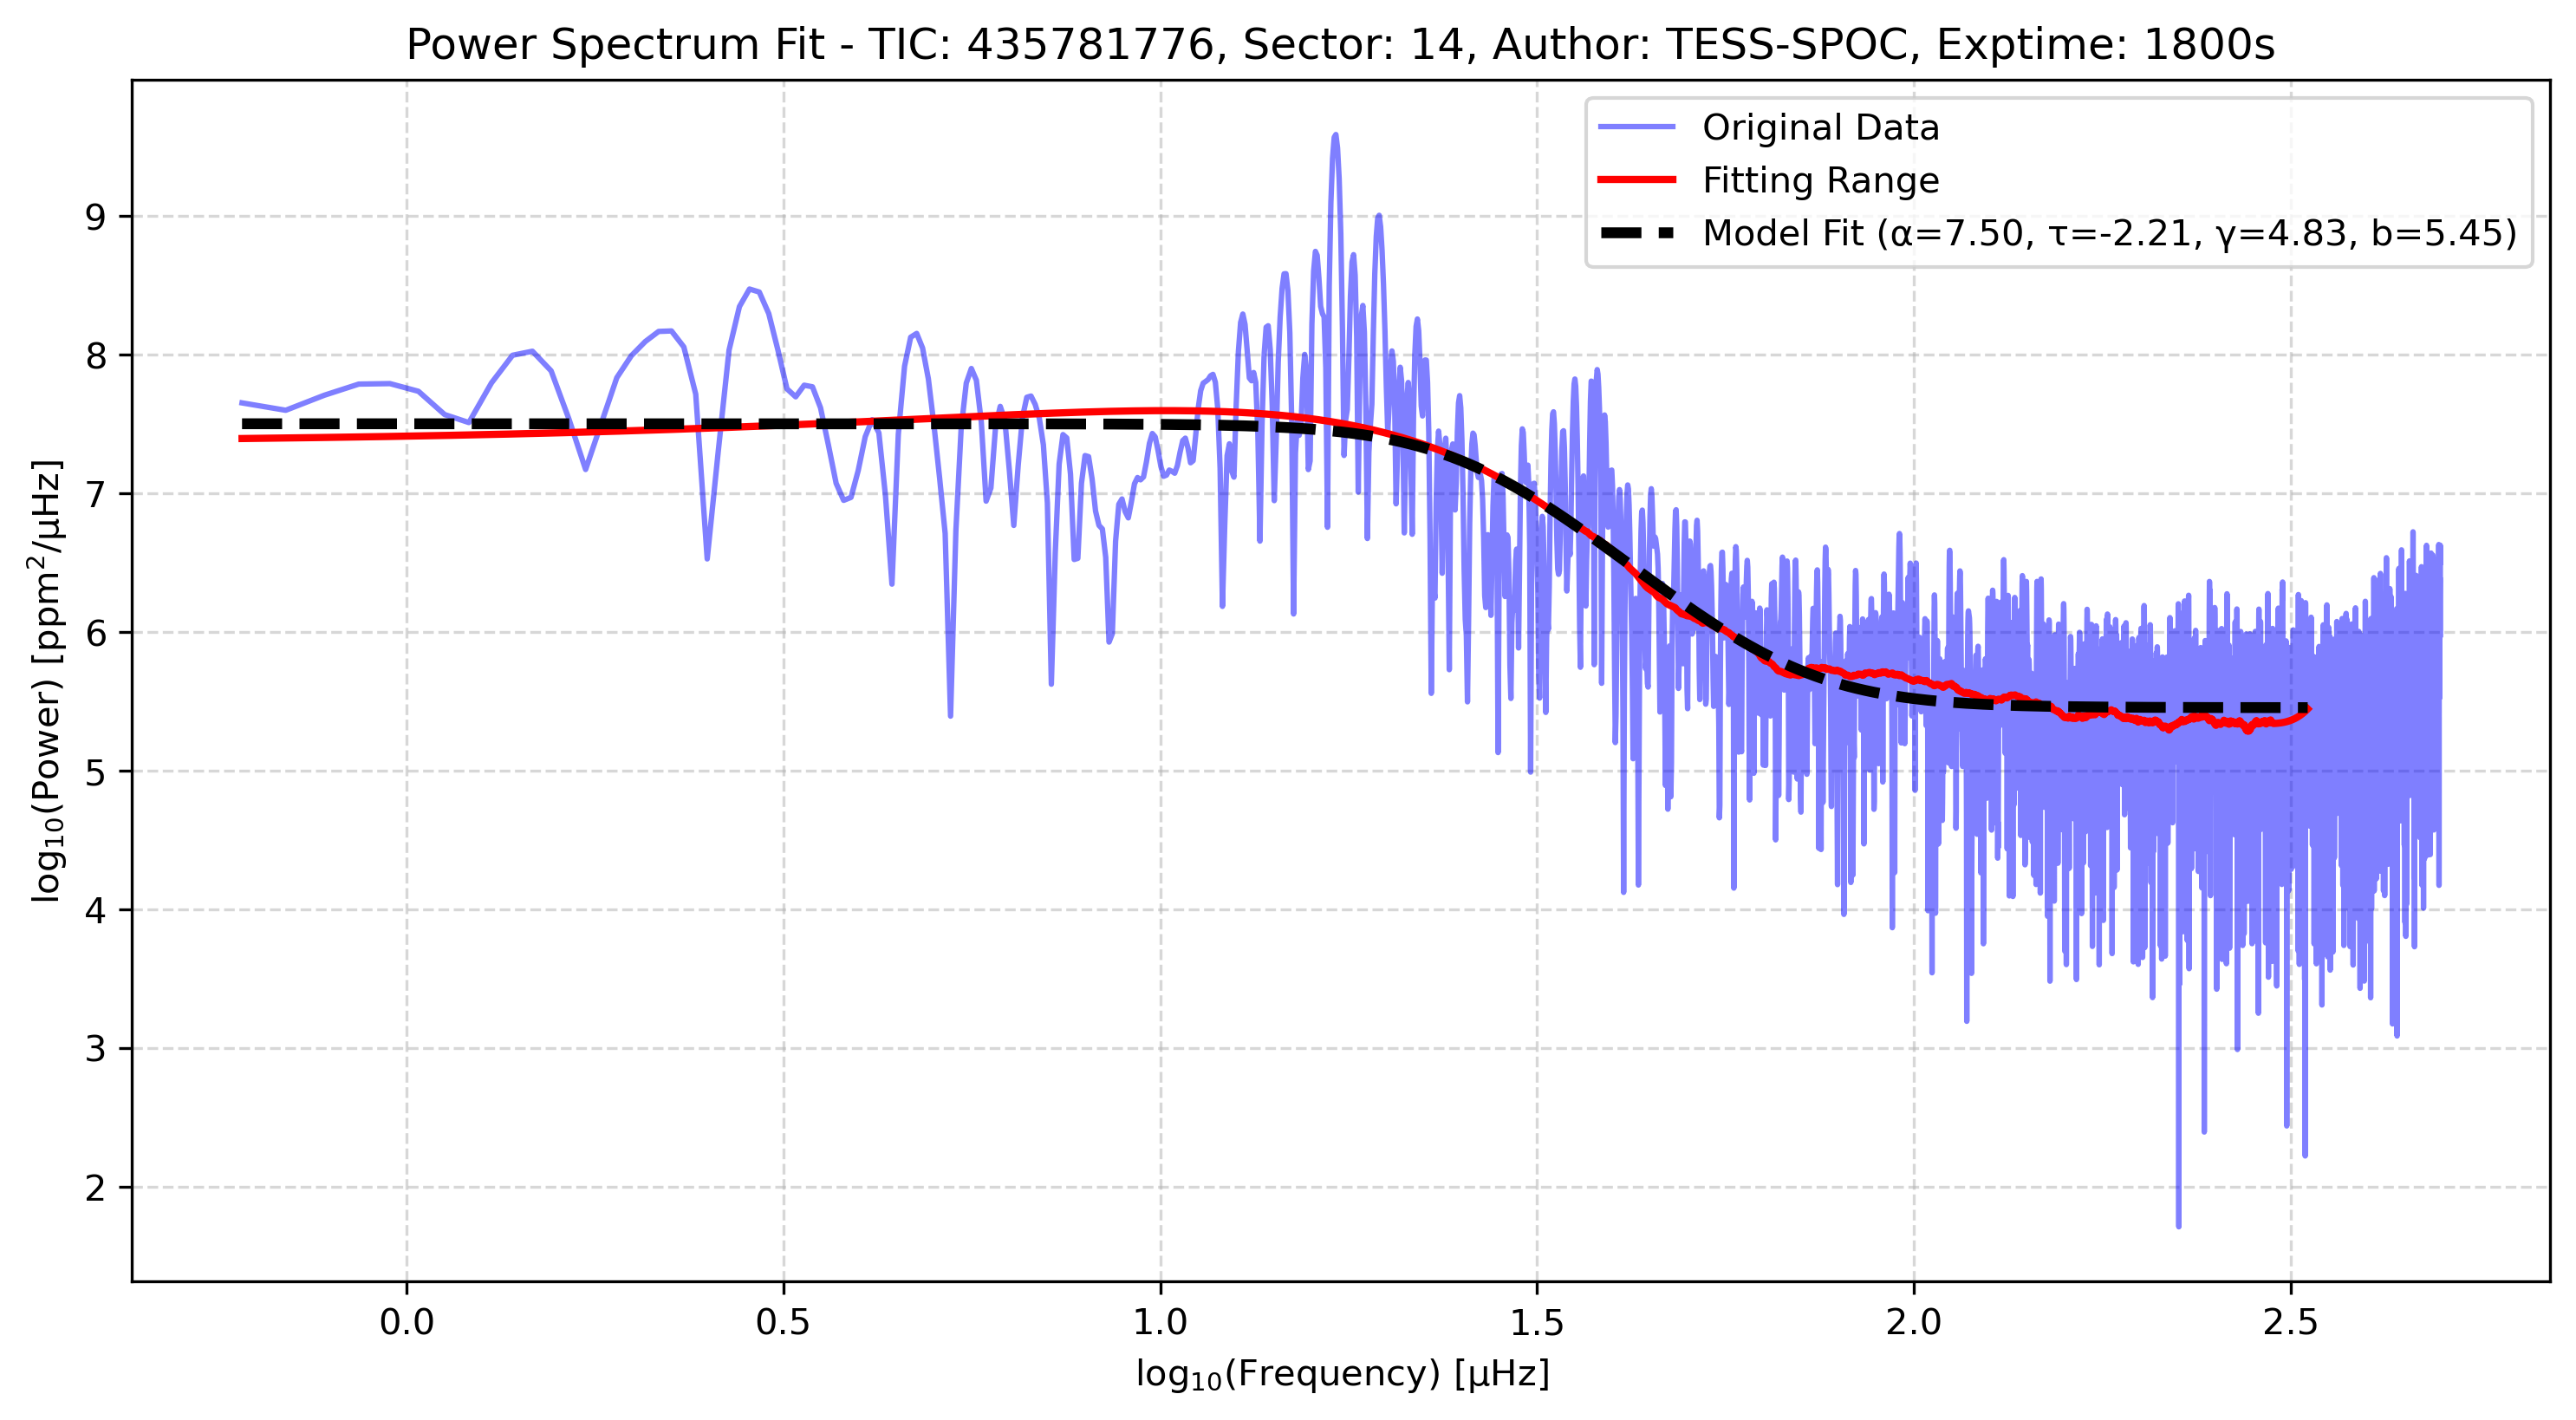 Power Spectrum Fit - TIC: 435781776, Sector: 14, Author: TESS-SPOC, Exptime: 1800s
Original Data
Fitting Range
Model Fit (α=7.50, τ=-2.21, γ=4.83, b=5.45)
log₁₀(Power) [ppm²/μHz]
9
8
7
6
5
4
3
2
0.0 0.5 1.0 1.5 2.0 2.5
log₁₀(Frequency) [μHz]